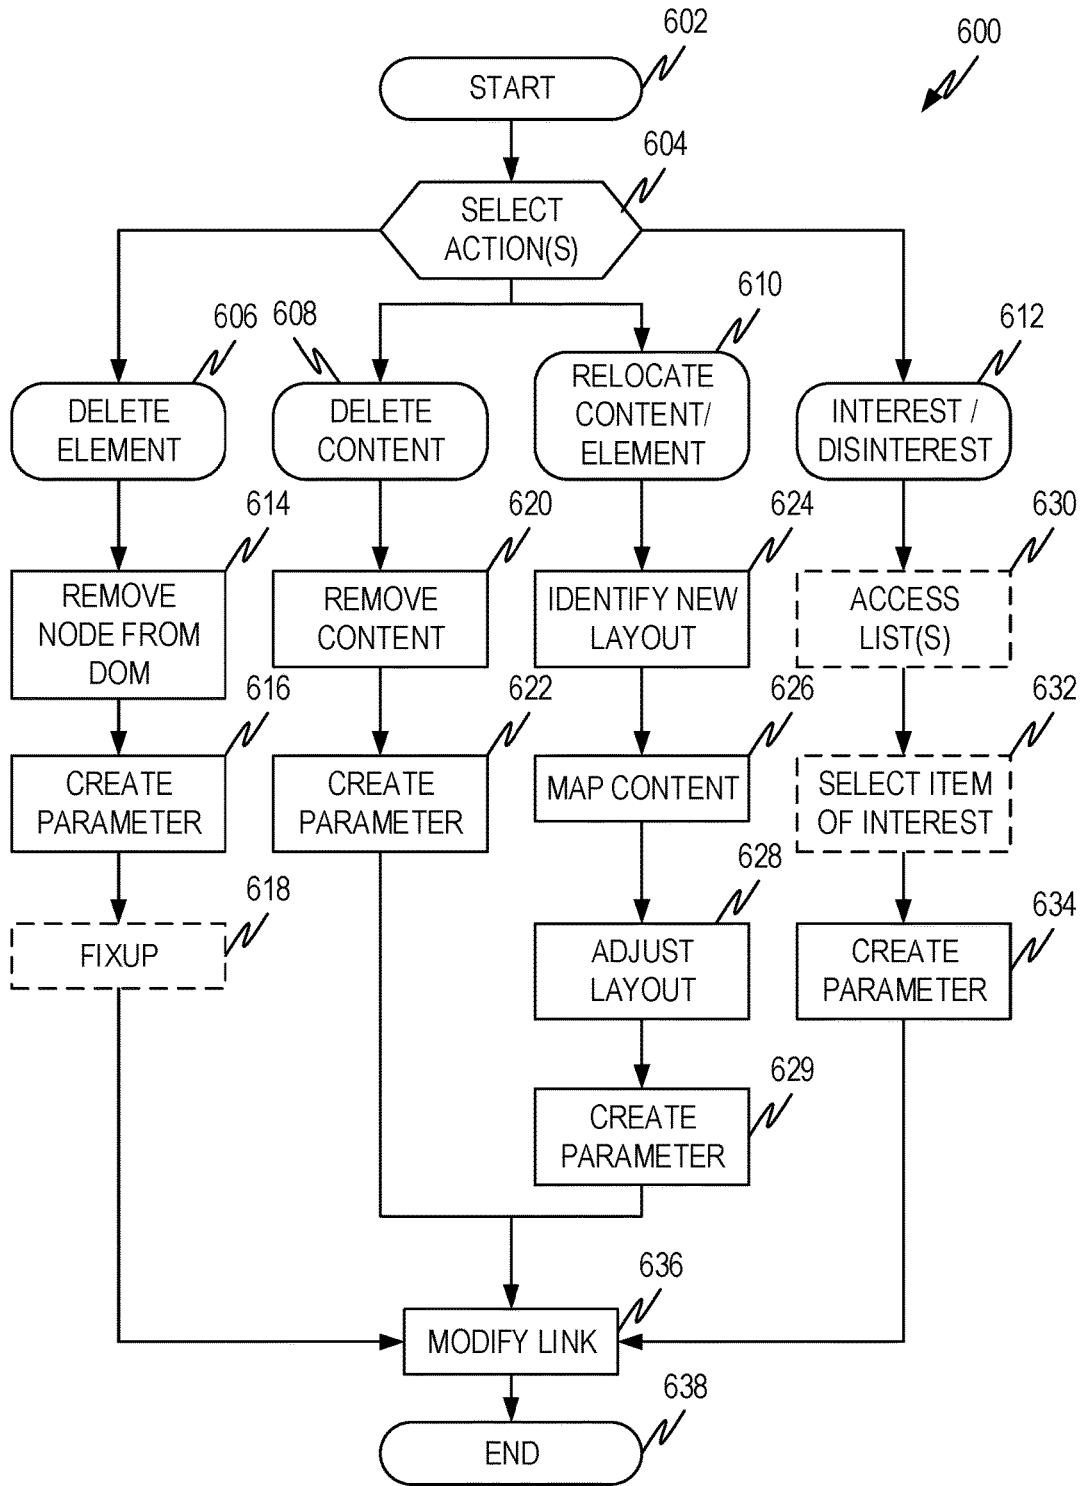 602
600
START
604
SELECT
ACTION(S)
606
608
610
612
DELETE
ELEMENT
DELETE
CONTENT
RELOCATE
CONTENT/
ELEMENT
INTEREST /
DISINTEREST
614
620
624
630
REMOVE
NODE FROM
DOM
REMOVE
CONTENT
IDENTIFY NEW
LAYOUT
ACCESS
LIST(S)
616
622
626
632
CREATE
PARAMETER
CREATE
PARAMETER
MAP CONTENT
SELECT ITEM
OF INTEREST
618
628
634
FIXUP
ADJUST
LAYOUT
CREATE
PARAMETER
629
CREATE
PARAMETER
636
MODIFY LINK
638
END